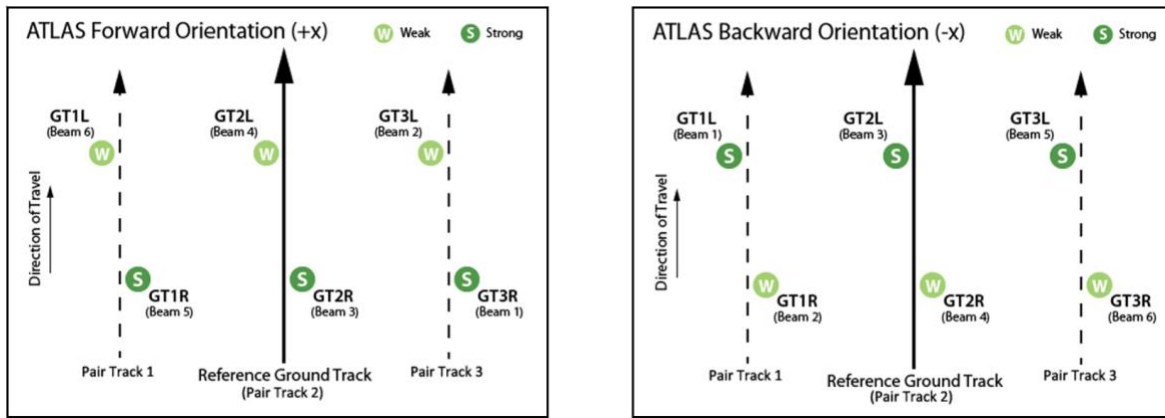 ATLAS Forward Orientation (+x)
W Weak
S Strong
GT1L
(Beam 6)
W
GT2L
(Beam 4)
W
GT3L
(Beam 2)
W
Direction of Travel
S
GT1R
(Beam 5)
S
GT2R
(Beam 3)
S
GT3R
(Beam 1)
Pair Track 1
Reference Ground Track
(Pair Track 2)
Pair Track 3
ATLAS Backward Orientation (-x)
W Weak
S Strong
GT1L
(Beam 1)
S
GT2L
(Beam 3)
S
GT3L
(Beam 5)
S
Direction of Travel
W
GT1R
(Beam 2)
W
GT2R
(Beam 4)
W
GT3R
(Beam 6)
Pair Track 1
Reference Ground Track
(Pair Track 2)
Pair Track 3